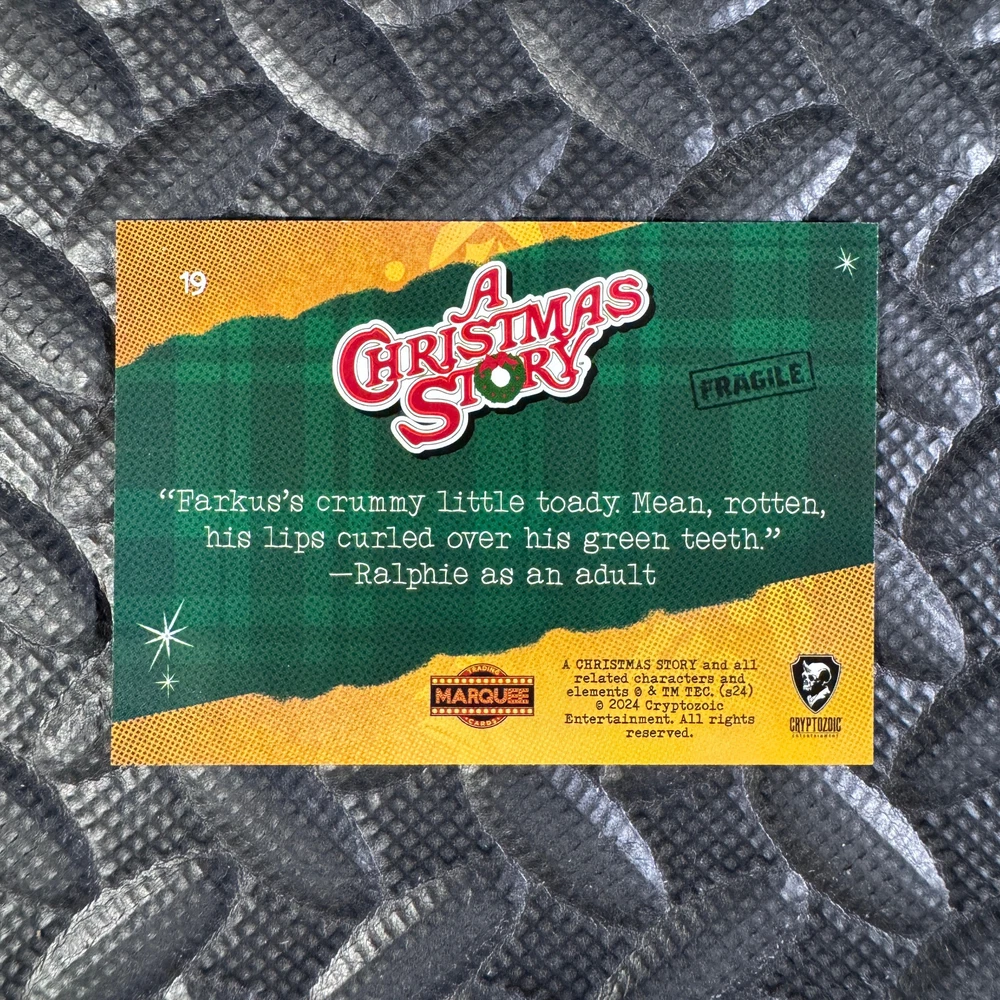 19
A
CHRISTMAS
STORY
FRAGILE
“Farkus’s crummy little toady. Mean, rotten,
his lips curled over his green teeth.”
—Ralphie as an adult
TRADING
MARQUEE
CARDS
A CHRISTMAS STORY and all
related characters and
elements © & TM TEC. (s24)
© 2024 Cryptozoic
Entertainment. All rights
reserved.
CRYPTOZOIC
ENTERTAINMENT